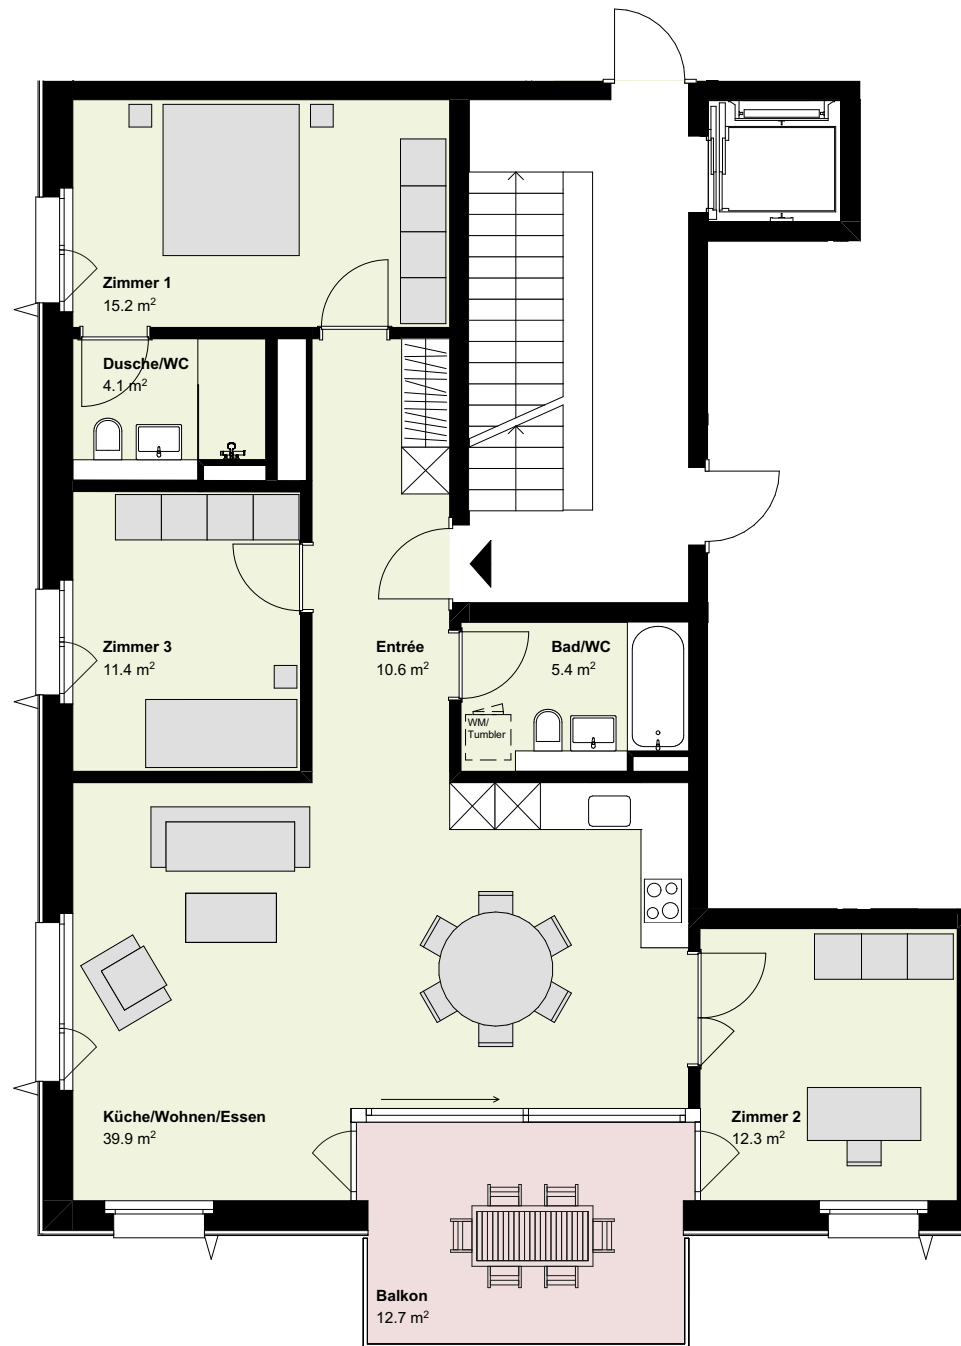 Zimmer 1
15.2 m²
Dusche/WC
4.1 m²
Zimmer 3
11.4 m²
Entrée
10.6 m²
Bad/WC
5.4 m²
WM/
Tumbler
Küche/Wohnen/Essen
39.9 m²
Zimmer 2
12.3 m²
Balkon
12.7 m²